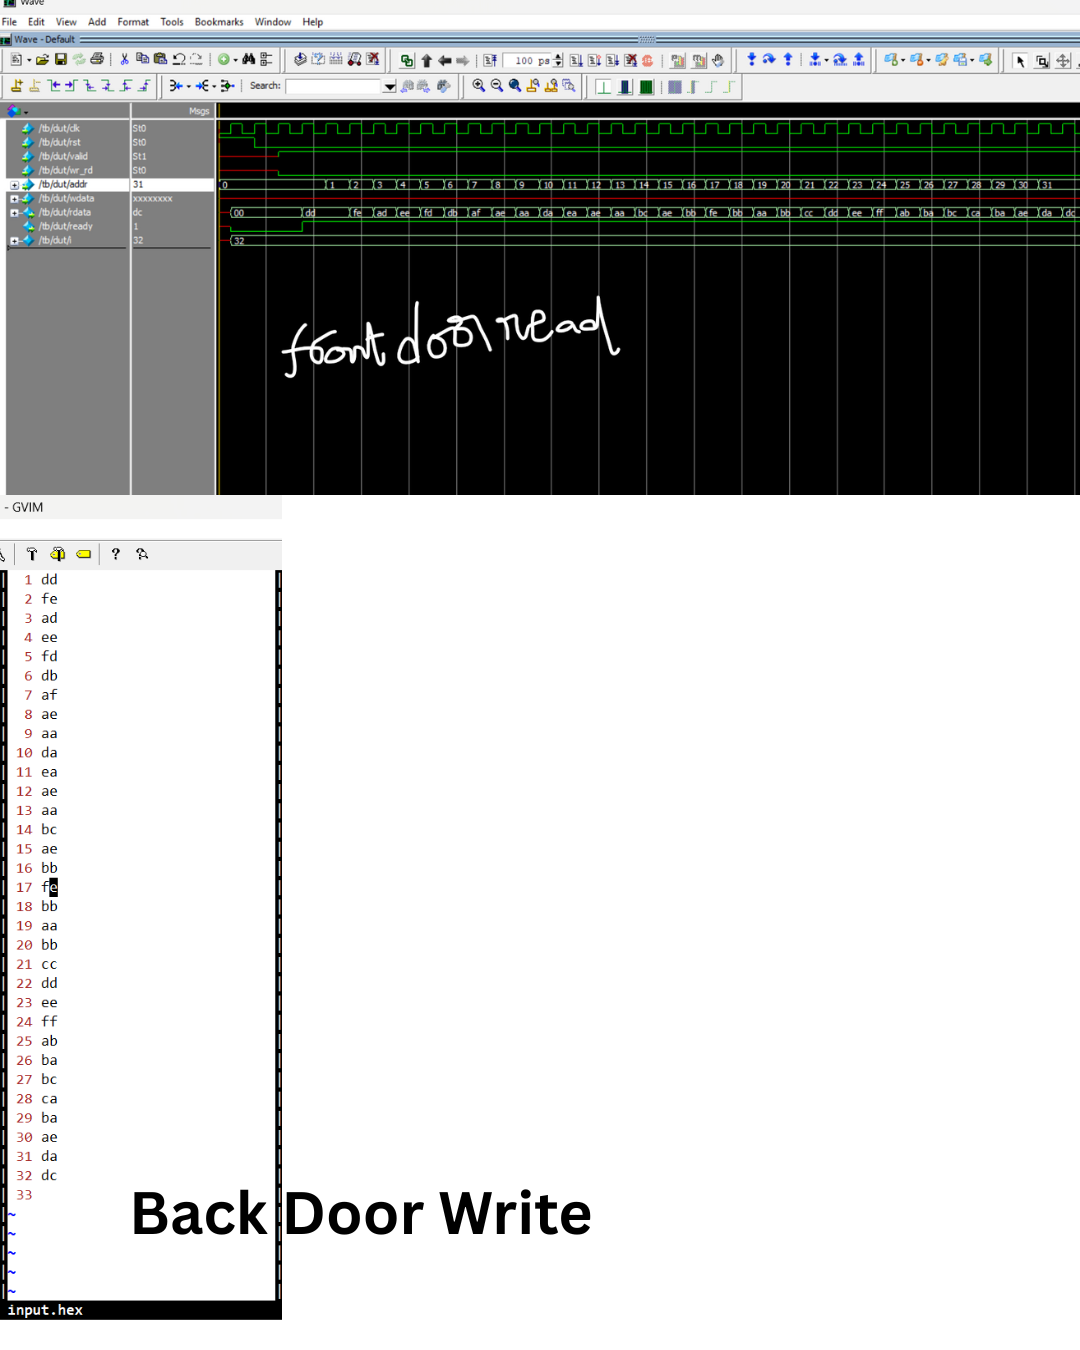 Wave
File Edit View Add Format Tools Bookmarks Window Help
Wave - Default
100 ps
Search:
Msgs
/tb/dut/clk St0
/tb/dut/rst St0
/tb/dut/valid St1
/tb/dut/wr_rd St0
/tb/dut/addr 31 0 1 2 3 4 5 6 7 8 9 10 11 12 13 14 15 16 17 18 19 20 21 22 23 24 25 26 27 28 29 30 31
/tb/dut/wdata xxxxxxxx
/tb/dut/rdata dc 00 dd fe ad ee fd db af ae aa da ea ae aa bc ae bb fe bb aa bb cc dd ee ff ab ba bc ca ba ae da dc
/tb/dut/ready 1
/tb/dut/i 32 32
front door read
- GVIM
?
1 dd
2 fe
3 ad
4 ee
5 fd
6 db
7 af
8 ae
9 aa
10 da
11 ea
12 ae
13 aa
14 bc
15 ae
16 bb
17 fe
18 bb
19 aa
20 bb
21 cc
22 dd
23 ee
24 ff
25 ab
26 ba
27 bc
28 ca
29 ba
30 ae
31 da
32 dc
33
~
~
~
~
~
Back Door Write
input.hex